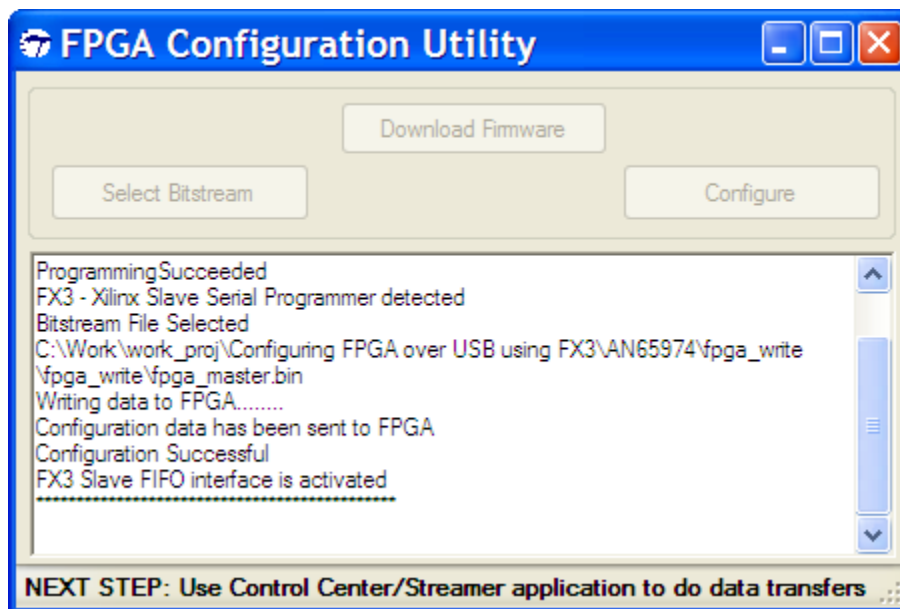 FPGA Configuration Utility
Download Firmware
Select Bitstream
Configure
ProgrammingSucceeded
FX3 - Xilinx Slave Serial Programmer detected
Bitstream File Selected
C:\Work\work_proj\Configuring FPGA over USB using FX3\AN65974\fpga_write
\fpga_write\fpga_master.bin
Writing data to FPGA........
Configuration data has been sent to FPGA
Configuration Successful
FX3 Slave FIFO interface is activated
*********************************************
NEXT STEP: Use Control Center/Streamer application to do data transfers